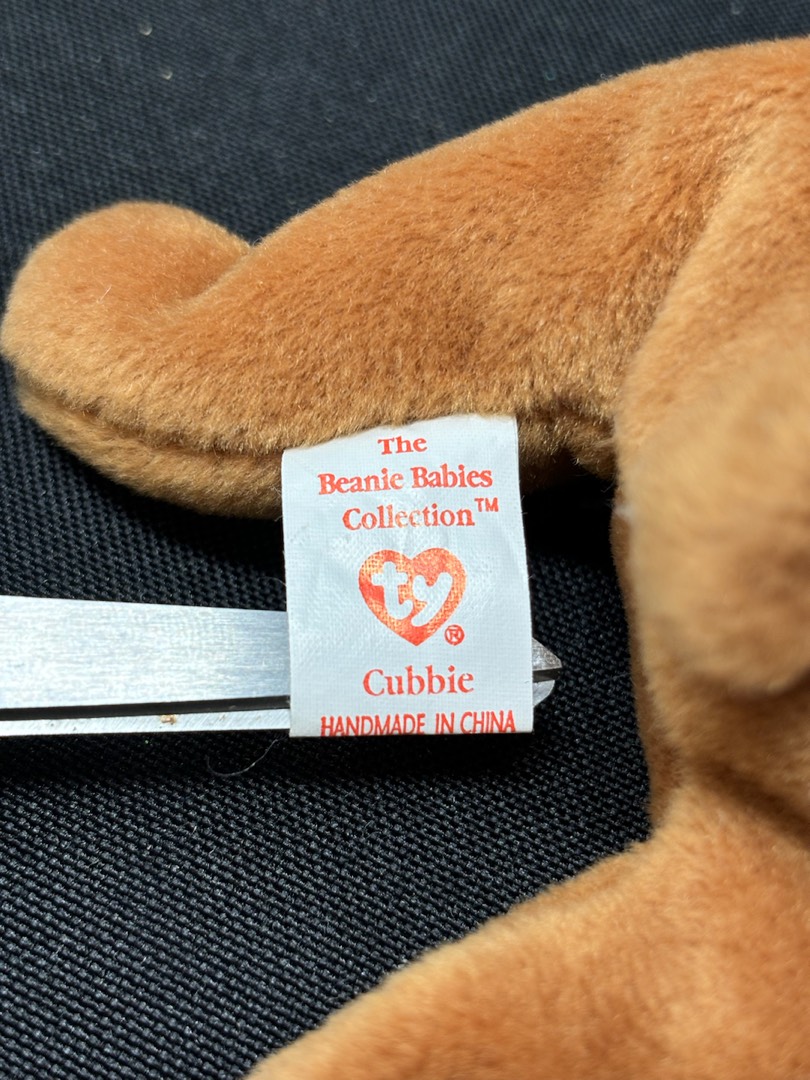 The
Beanie Babies
Collection™
ty®
Cubbie
HANDMADE IN CHINA